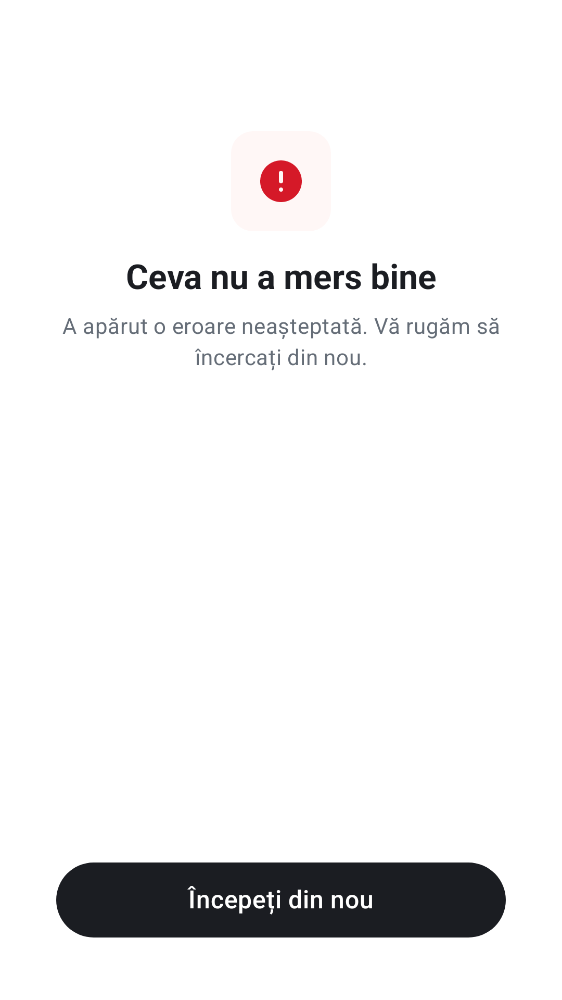 Ceva nu a mers bine
A apărut o eroare neașteptată. Vă rugăm să
încercați din nou.
Începeți din nou